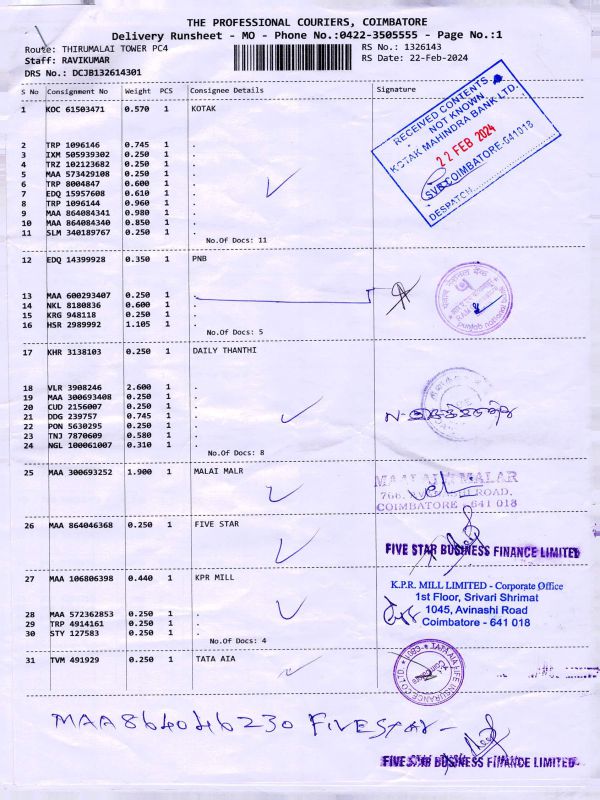 THE PROFESSIONAL COURIERS, COIMBATORE
Delivery Runsheet - MO - Phone No.:0422-3505555 - Page No.:1
Route: THIRUMALAI TOWER PC4
RS No.: 1326143
Staff: RAVIKUMAR
RS Date: 22-Feb-2024
DRS No.: DCJB132614301
S No Consignment No Weight PCS Consignee Details Signature
1 KOC 61503471 0.570 1 KOTAK
RECEIVED CONTENTS
NOT KNOWN
KOTAK MAHINDRA BANK LTD.
22 FEB 2024
SVB COIMBATORE-641018
DESPATCH
2 TRP 1096146 0.745 1 .
3 IXM 505939302 0.250 1 .
4 TRZ 102123682 0.250 1 .
5 MAA 573429108 0.250 1 .
6 TRP 8004847 0.600 1 .
7 EDQ 15957608 0.610 1 .
8 TRP 1096144 0.960 1 .
9 MAA 864084341 0.980 1 .
10 MAA 864084340 0.850 1 .
11 SLM 340189767 0.250 1 .
No.Of Docs: 11
12 EDQ 14399928 0.350 1 PNB
13 MAA 600293407 0.250 1 .
14 NKL 8180836 0.600 1 .
15 KRG 948118 0.250 1 .
16 HSR 2989992 1.105 1 .
No.Of Docs: 5
punjab national
17 KHR 3138103 0.250 1 DAILY THANTHI
18 VLR 3908246 2.600 1 .
19 MAA 300693408 0.250 1 .
20 CUD 2156007 0.250 1 .
21 DDG 239757 0.745 1 .
22 PON 5630295 0.250 1 .
23 TNJ 7870609 0.580 1 .
24 NGL 100061007 0.310 1 .
No.Of Docs: 8
25 MAA 300693252 1.900 1 MALAI MALR
MAALAI MALAR
ROAD,
COIMBATORE - 641 018
26 MAA 864046368 0.250 1 FIVE STAR
FIVE STAR BUSINESS FINANCE LIMITED
27 MAA 106806398 0.440 1 KPR MILL
K.P.R. MILL LIMITED - Corporate Office
1st Floor, Srivari Shrimat
1045, Avinashi Road
Coimbatore - 641 018
28 MAA 572362853 0.250 1 .
29 TRP 4914161 0.250 1 .
30 STY 127583 0.250 1 .
No.Of Docs: 4
31 TVM 491929 0.250 1 TATA AIA
TATA AIA LIFE INSURANCE CO LTD
MAA864046230 FIVESTAR -
FIVE STAR BUSINESS FINANCE LIMITED